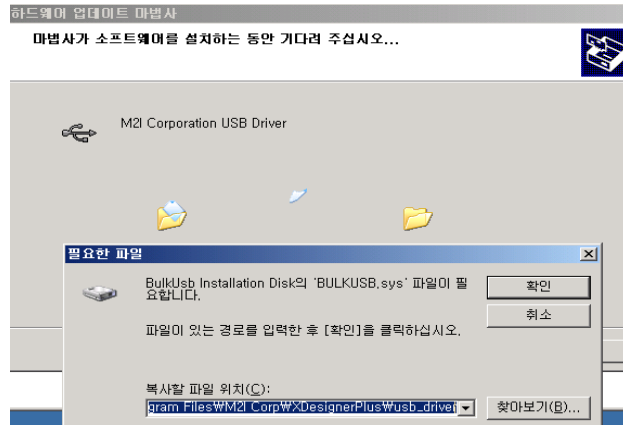 하드웨어 업데이트 마법사
마법사가 소프트웨어를 설치하는 동안 기다려 주십시오...
M2I Corporation USB Driver
필요한 파일
BulkUsb Installation Disk의 'BULKUSB.sys' 파일이 필
요합니다.
확인
취소
파일이 있는 경로를 입력한 후 [확인]을 클릭하십시오.
복사할 파일 위치(C):
gram Files₩M2I Corp₩XDesignerPlus₩usb_driver
찾아보기(B)...